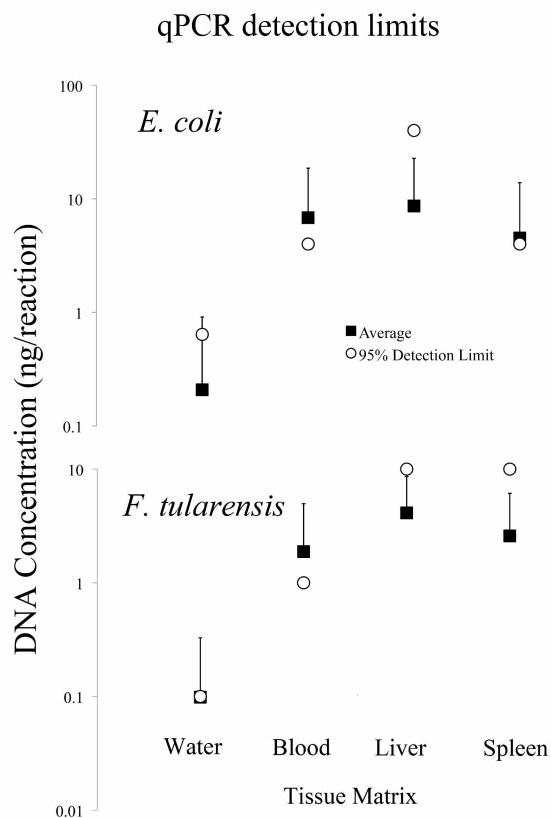 qPCR detection limits
DNA Concentration (ng/reaction)
100
E. coli
10
1
Average
95% Detection Limit
0.1
10
F. tularensis
1
0.1
Water Blood Liver Spleen
Tissue Matrix
0.01